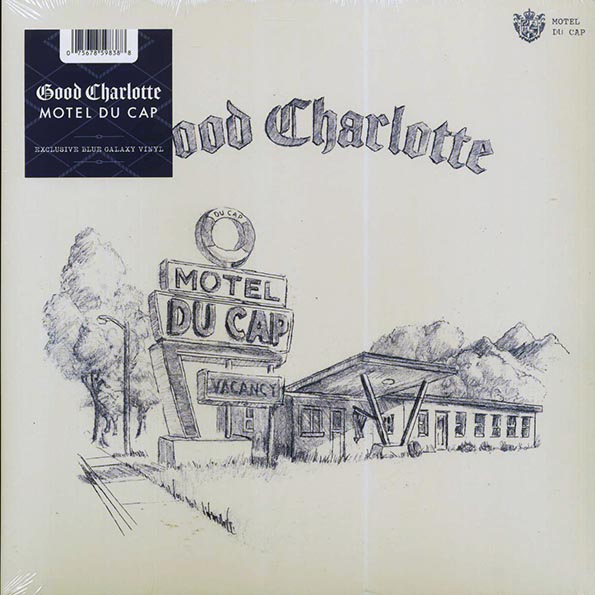 0 75678 59838 8
Good Charlotte
MOTEL DU CAP
EXCLUSIVE BLUE GALAXY VINYL
MOTEL
DU CAP
ood Charlotte
DU CAP
MOTEL
DU CAP
VACANCY